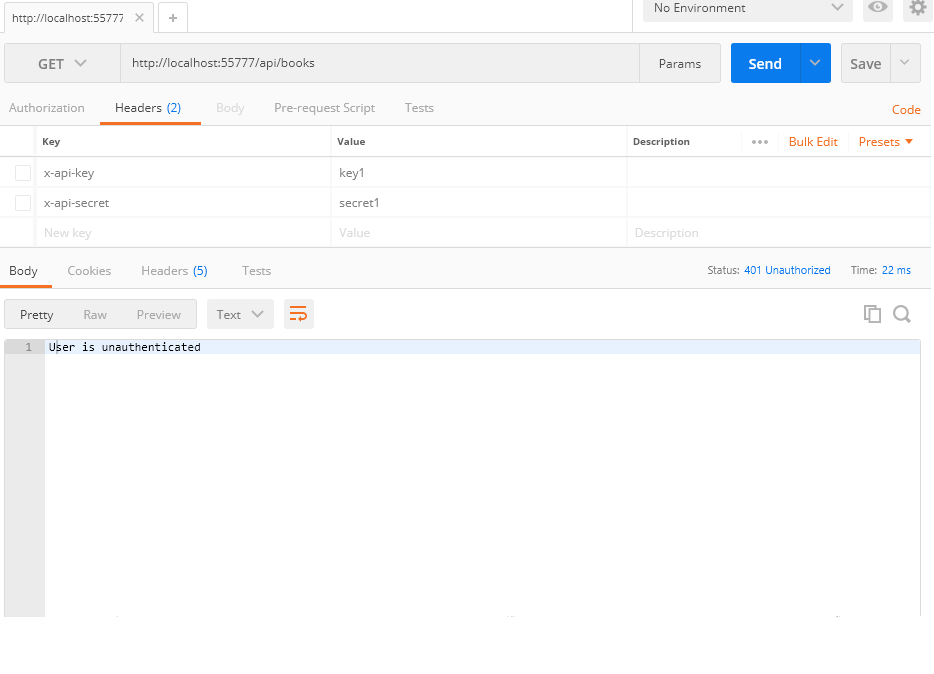 http://localhost:55777 ✕ + No Environment
GET http://localhost:55777/api/books Params Send Save
Authorization Headers (2) Body Pre-request Script Tests Code
Key Value Description ••• Bulk Edit Presets
x-api-key key1
x-api-secret secret1
New key Value Description
Body Cookies Headers (5) Tests Status: 401 Unauthorized Time: 22 ms
Pretty Raw Preview Text
1 User is unauthenticated